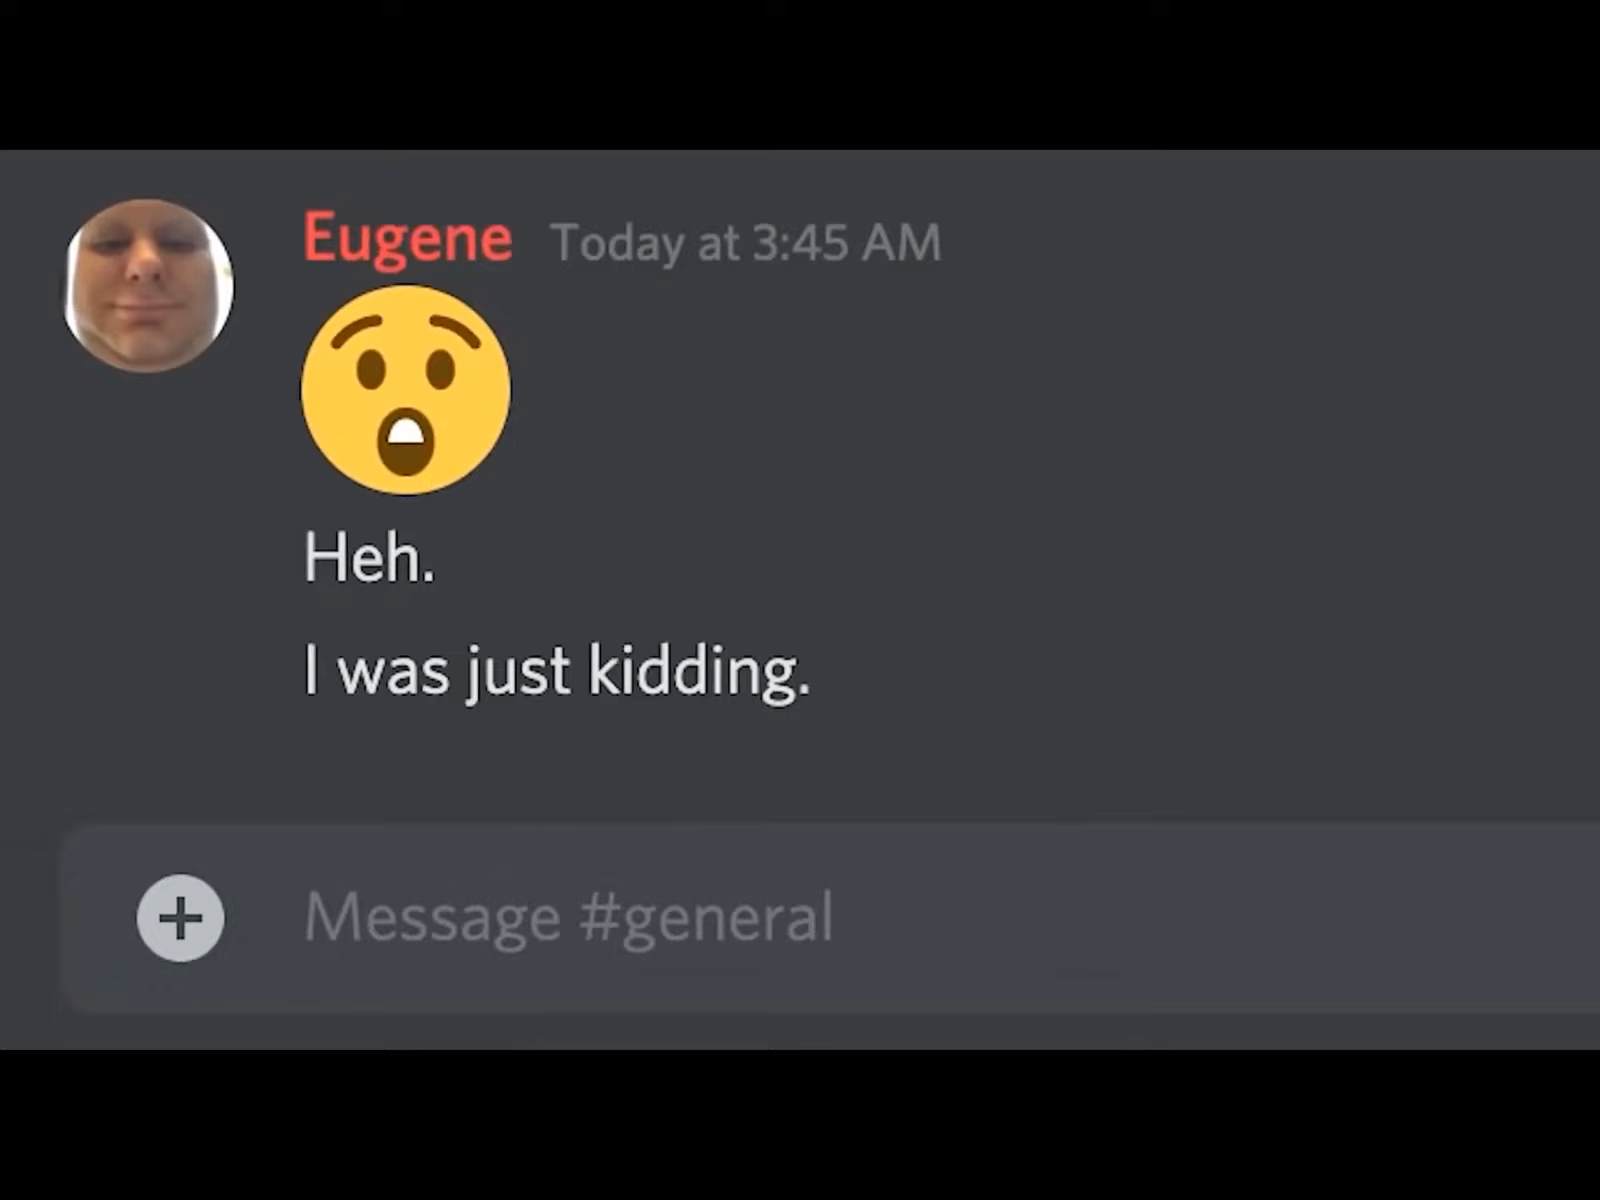 Eugene Today at 3:45 AM
Heh.
I was just kidding.
Message #general